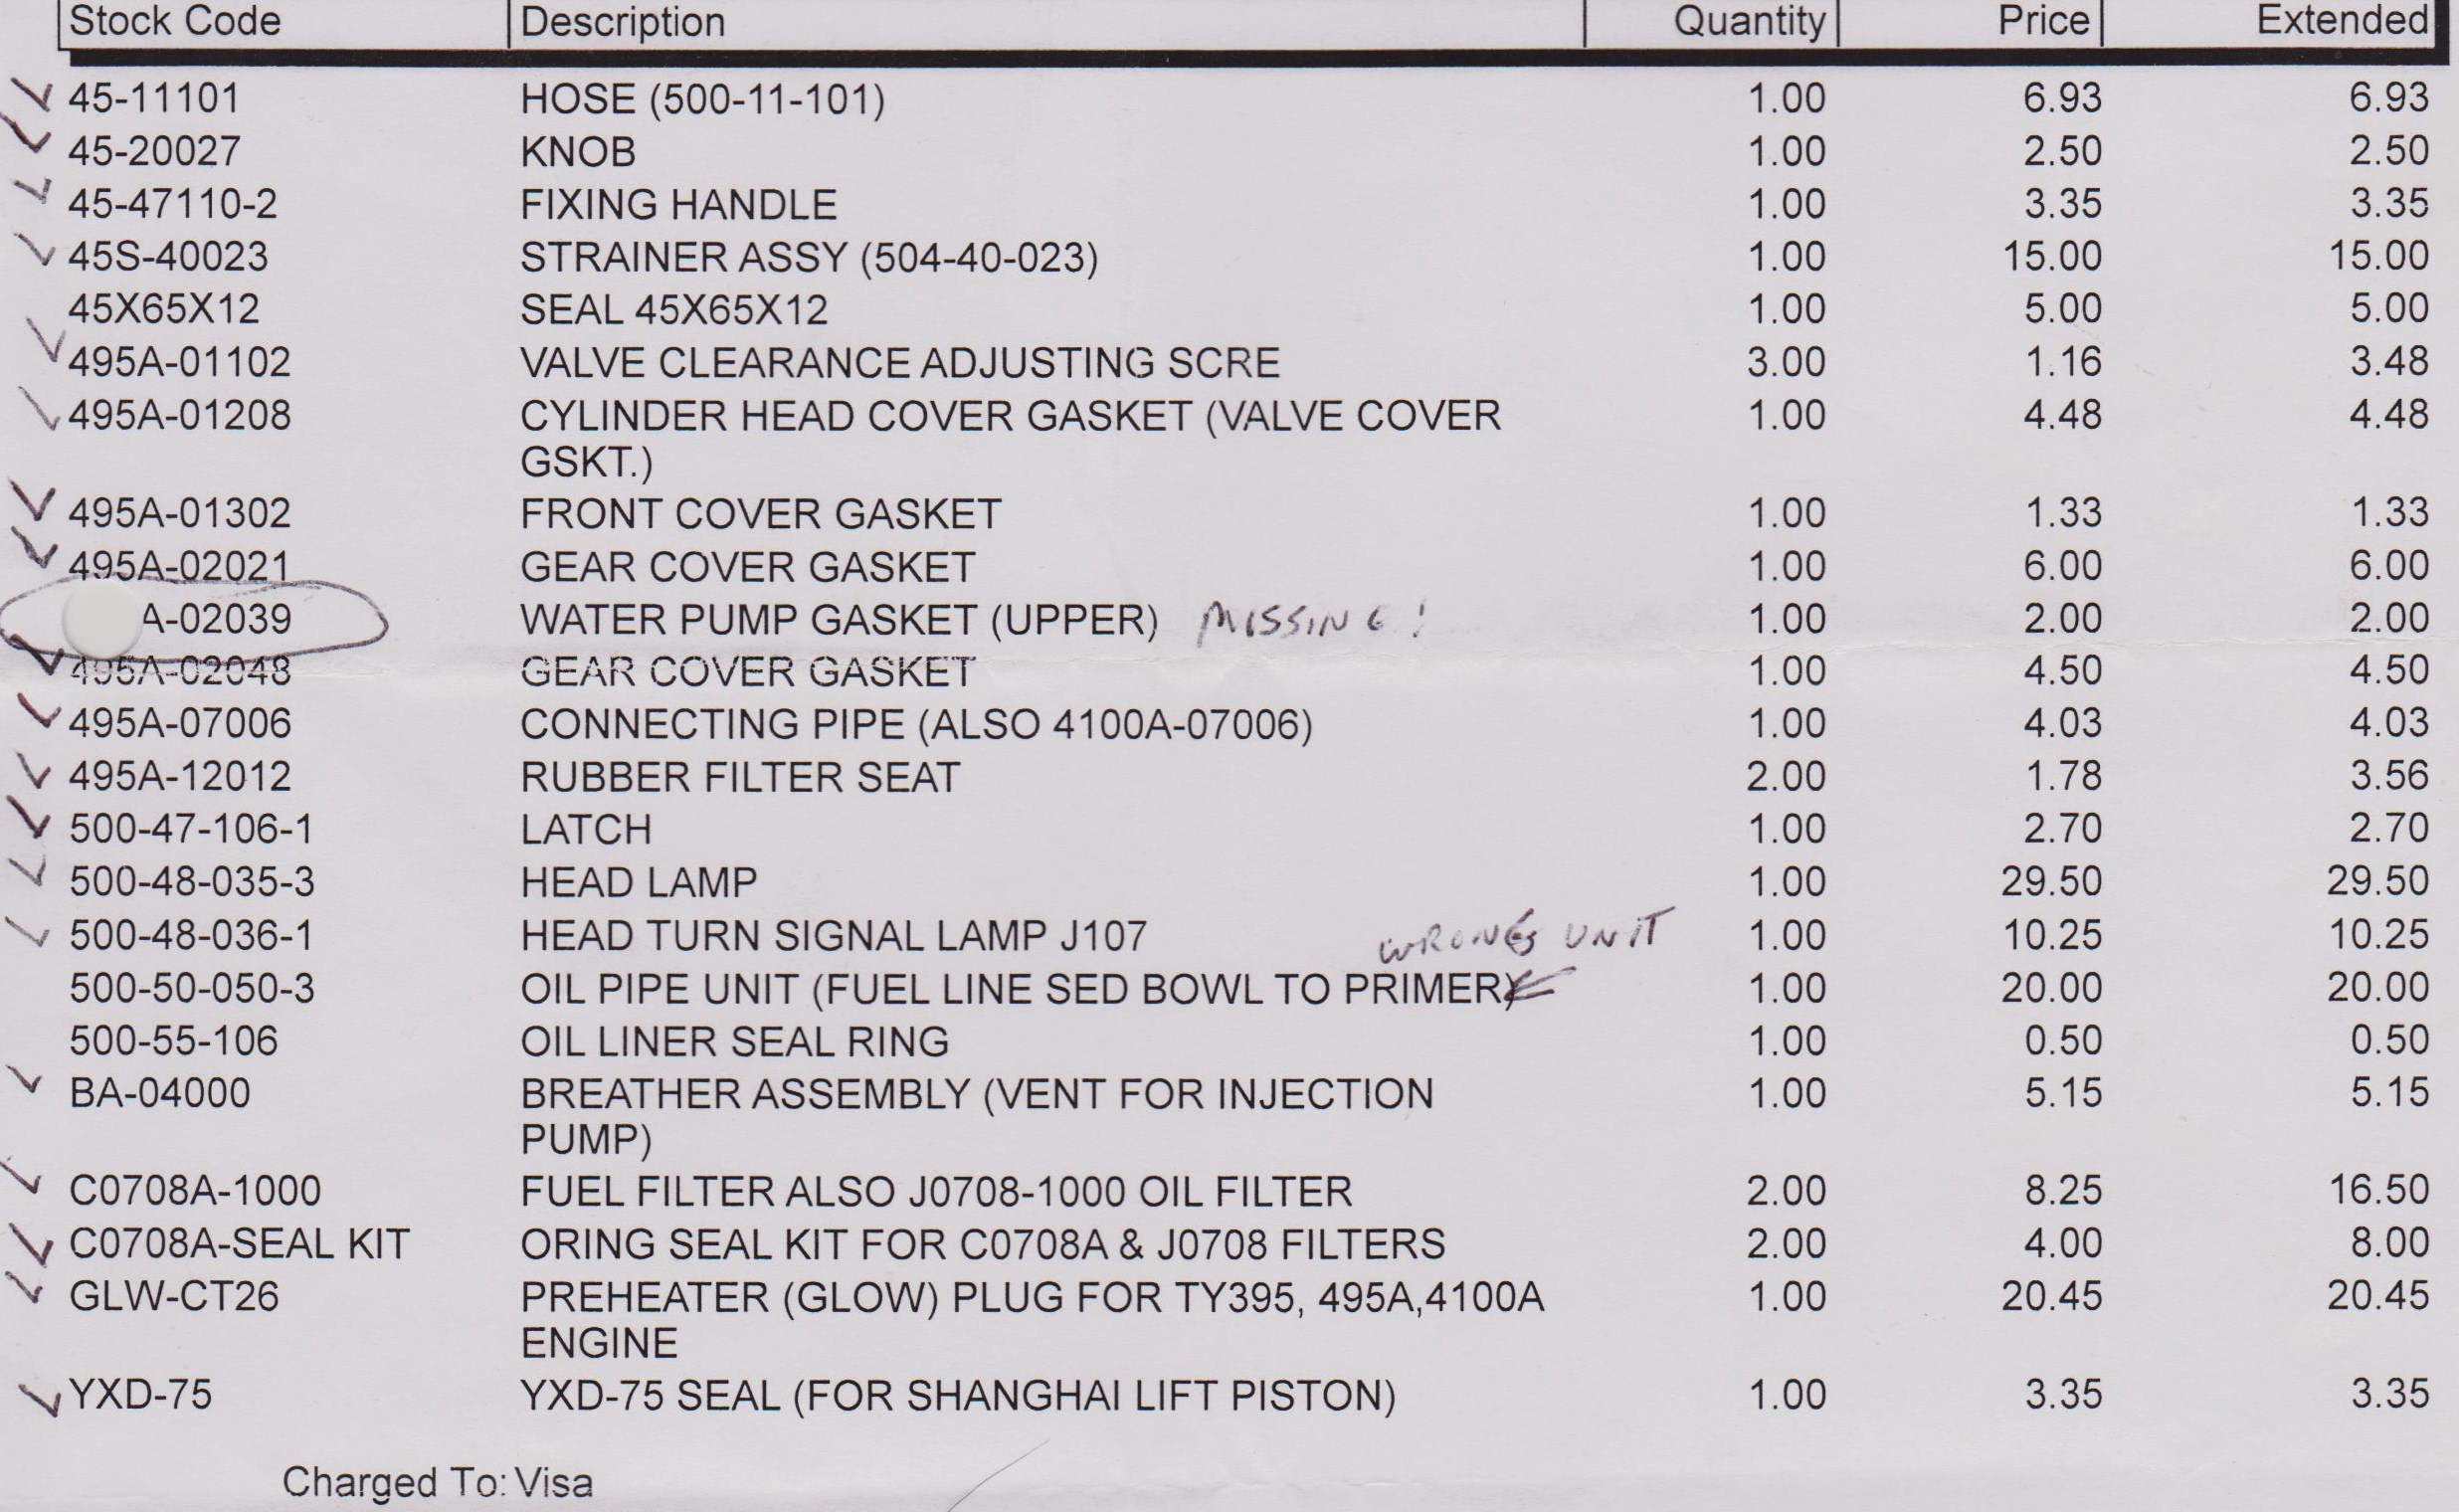 Stock Code Description Quantity Price Extended
45-11101 HOSE (500-11-101) 1.00 6.93 6.93
45-20027 KNOB 1.00 2.50 2.50
45-47110-2 FIXING HANDLE 1.00 3.35 3.35
45S-40023 STRAINER ASSY (504-40-023) 1.00 15.00 15.00
45X65X12 SEAL 45X65X12 1.00 5.00 5.00
495A-01102 VALVE CLEARANCE ADJUSTING SCRE 3.00 1.16 3.48
495A-01208 CYLINDER HEAD COVER GASKET (VALVE COVER 1.00 4.48 4.48
GSKT.)
495A-01302 FRONT COVER GASKET 1.00 1.33 1.33
495A-02021 GEAR COVER GASKET 1.00 6.00 6.00
A-02039 WATER PUMP GASKET (UPPER) MISSING! 1.00 2.00 2.00
495A-02048 GEAR COVER GASKET 1.00 4.50 4.50
495A-07006 CONNECTING PIPE (ALSO 4100A-07006) 1.00 4.03 4.03
495A-12012 RUBBER FILTER SEAT 2.00 1.78 3.56
500-47-106-1 LATCH 1.00 2.70 2.70
500-48-035-3 HEAD LAMP 1.00 29.50 29.50
500-48-036-1 HEAD TURN SIGNAL LAMP J107 WRONG UNIT 1.00 10.25 10.25
500-50-050-3 OIL PIPE UNIT (FUEL LINE SED BOWL TO PRIMER) 1.00 20.00 20.00
500-55-106 OIL LINER SEAL RING 1.00 0.50 0.50
BA-04000 BREATHER ASSEMBLY (VENT FOR INJECTION 1.00 5.15 5.15
PUMP)
C0708A-1000 FUEL FILTER ALSO J0708-1000 OIL FILTER 2.00 8.25 16.50
C0708A-SEAL KIT ORING SEAL KIT FOR C0708A & J0708 FILTERS 2.00 4.00 8.00
GLW-CT26 PREHEATER (GLOW) PLUG FOR TY395, 495A,4100A 1.00 20.45 20.45
ENGINE
YXD-75 YXD-75 SEAL (FOR SHANGHAI LIFT PISTON) 1.00 3.35 3.35
Charged To: Visa